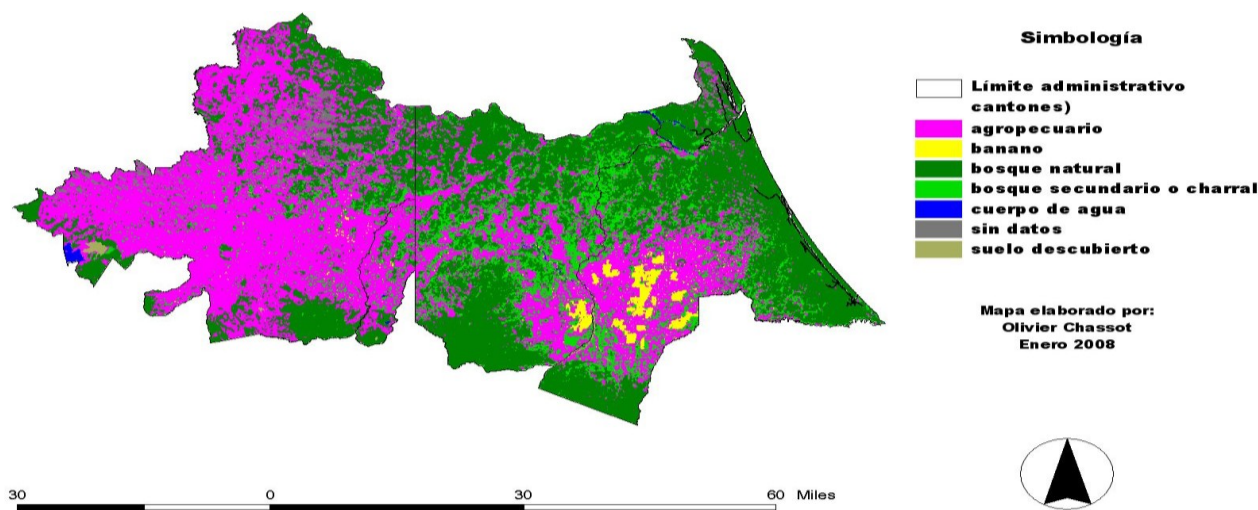 Simbología
Límite administrativo
cantones)
agropecuario
banano
bosque natural
bosque secundario o charral
cuerpo de agua
sin datos
suelo descubierto
Mapa elaborado por:
Olivier Chassot
Enero 2008
30 0 30 60 Miles